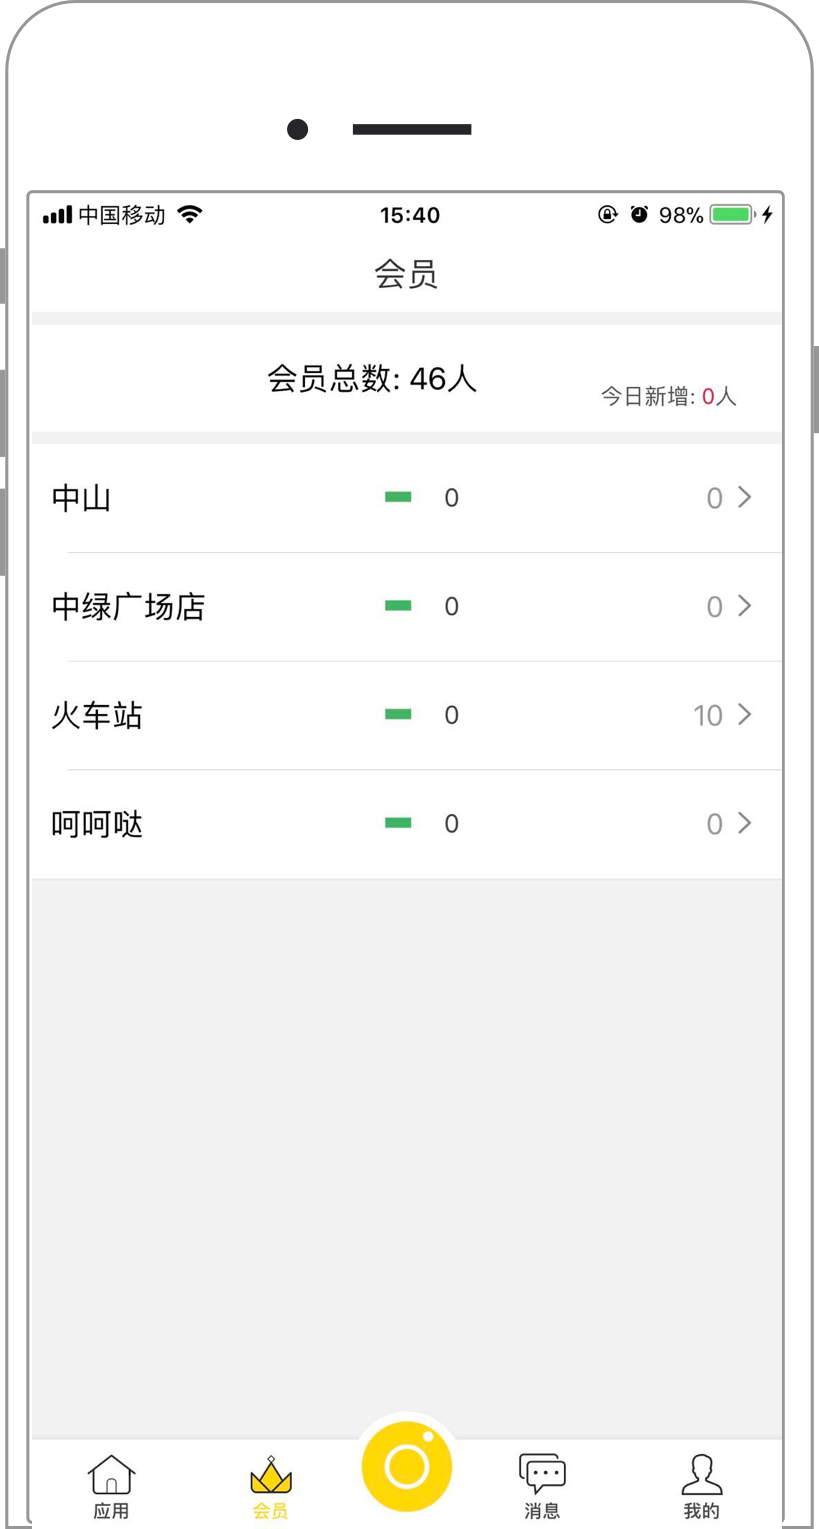 中国移动 15:40 98%
会员
会员总数: 46人
今日新增: 0人
中山 0 0
中绿广场店 0 0
火车站 0 10
呵呵哒 0 0
应用 会员 消息 我的